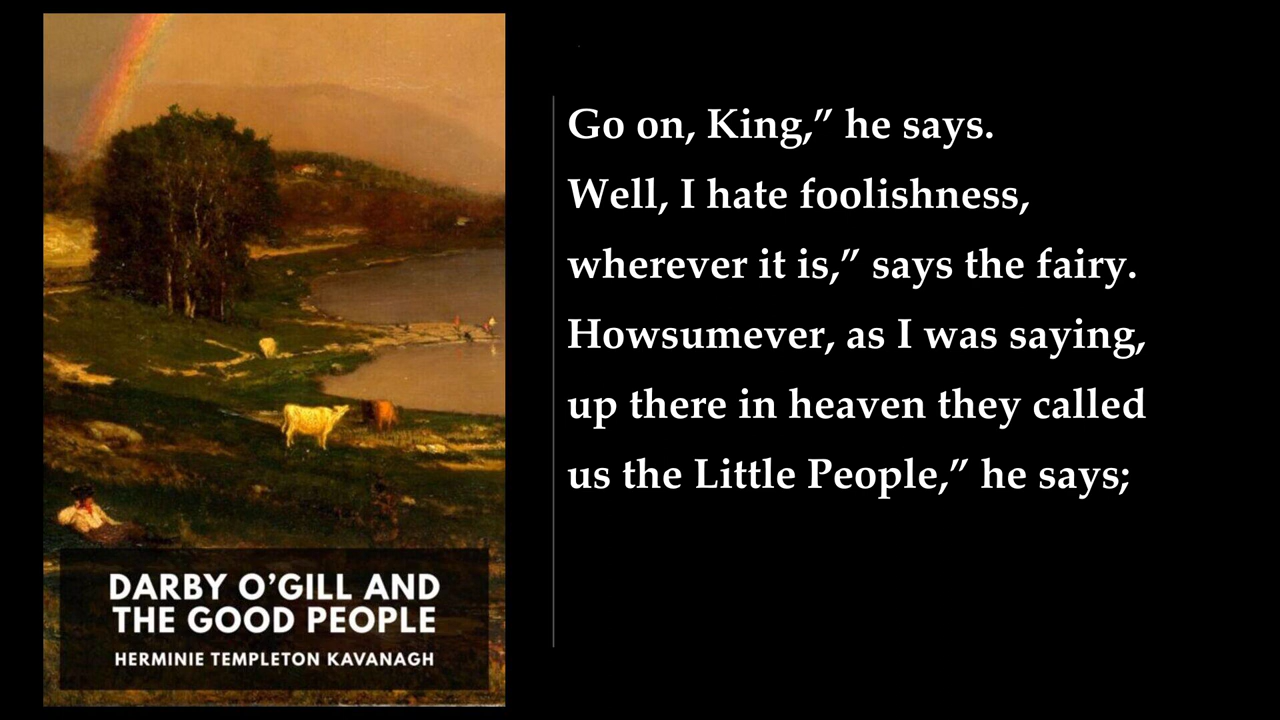 Go on, King,” he says.
Well, I hate foolishness,
wherever it is,” says the fairy.
Howsumever, as I was saying,
up there in heaven they called
us the Little People,” he says;
DARBY O’GILL AND
THE GOOD PEOPLE
HERMINIE TEMPLETON KAVANAGH